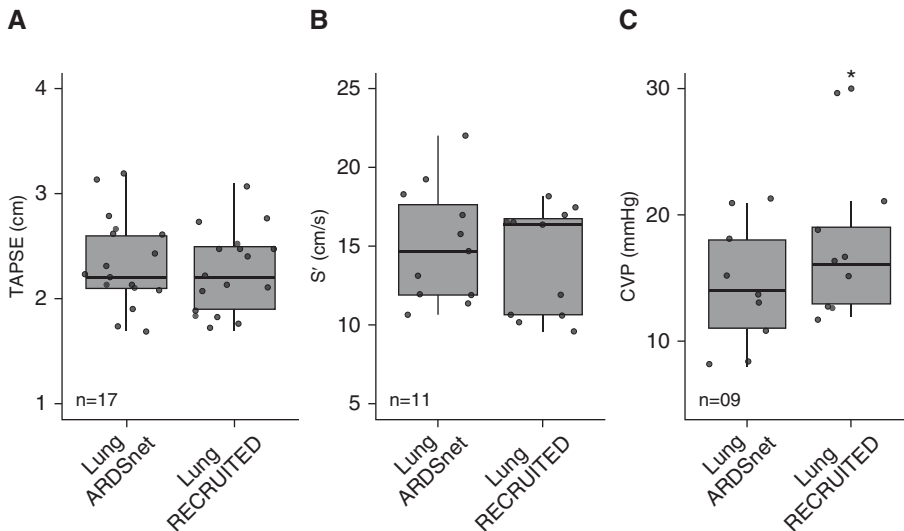 A
B
C
TAPSE (cm)
4
3
2
1
n=17
Lung
ARDSnet
Lung
RECRUITED
S′ (cm/s)
25
20
15
10
5
n=11
Lung
ARDSnet
Lung
RECRUITED
CVP (mmHg)
30
20
10
*
n=09
Lung
ARDSnet
Lung
RECRUITED